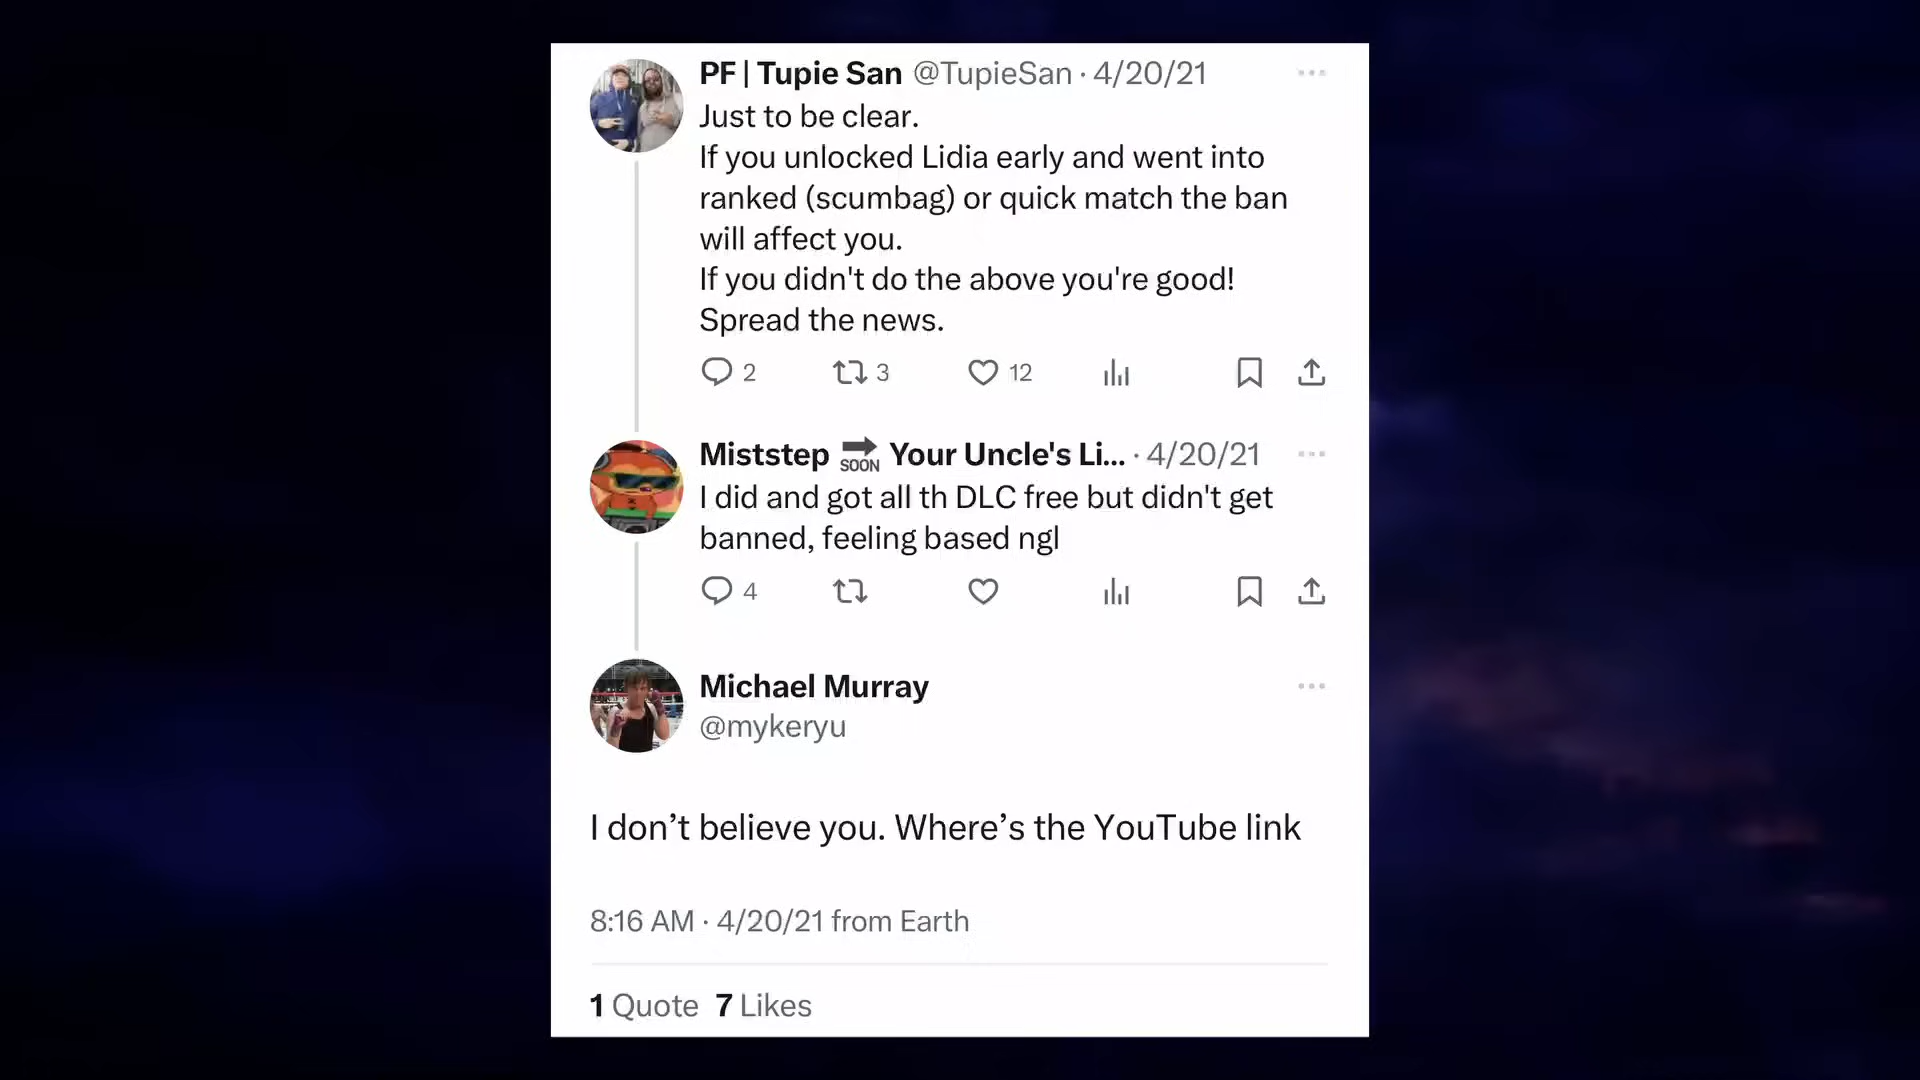 PF | Tupie San @TupieSan · 4/20/21
Just to be clear.
If you unlocked Lidia early and went into
ranked (scumbag) or quick match the ban
will affect you.
If you didn't do the above you're good!
Spread the news.
2 3 12
Miststep SOON Your Uncle's Li... · 4/20/21
I did and got all th DLC free but didn't get
banned, feeling based ngl
4
Michael Murray
@mykeryu
I don’t believe you. Where’s the YouTube link
8:16 AM · 4/20/21 from Earth
1 Quote 7 Likes